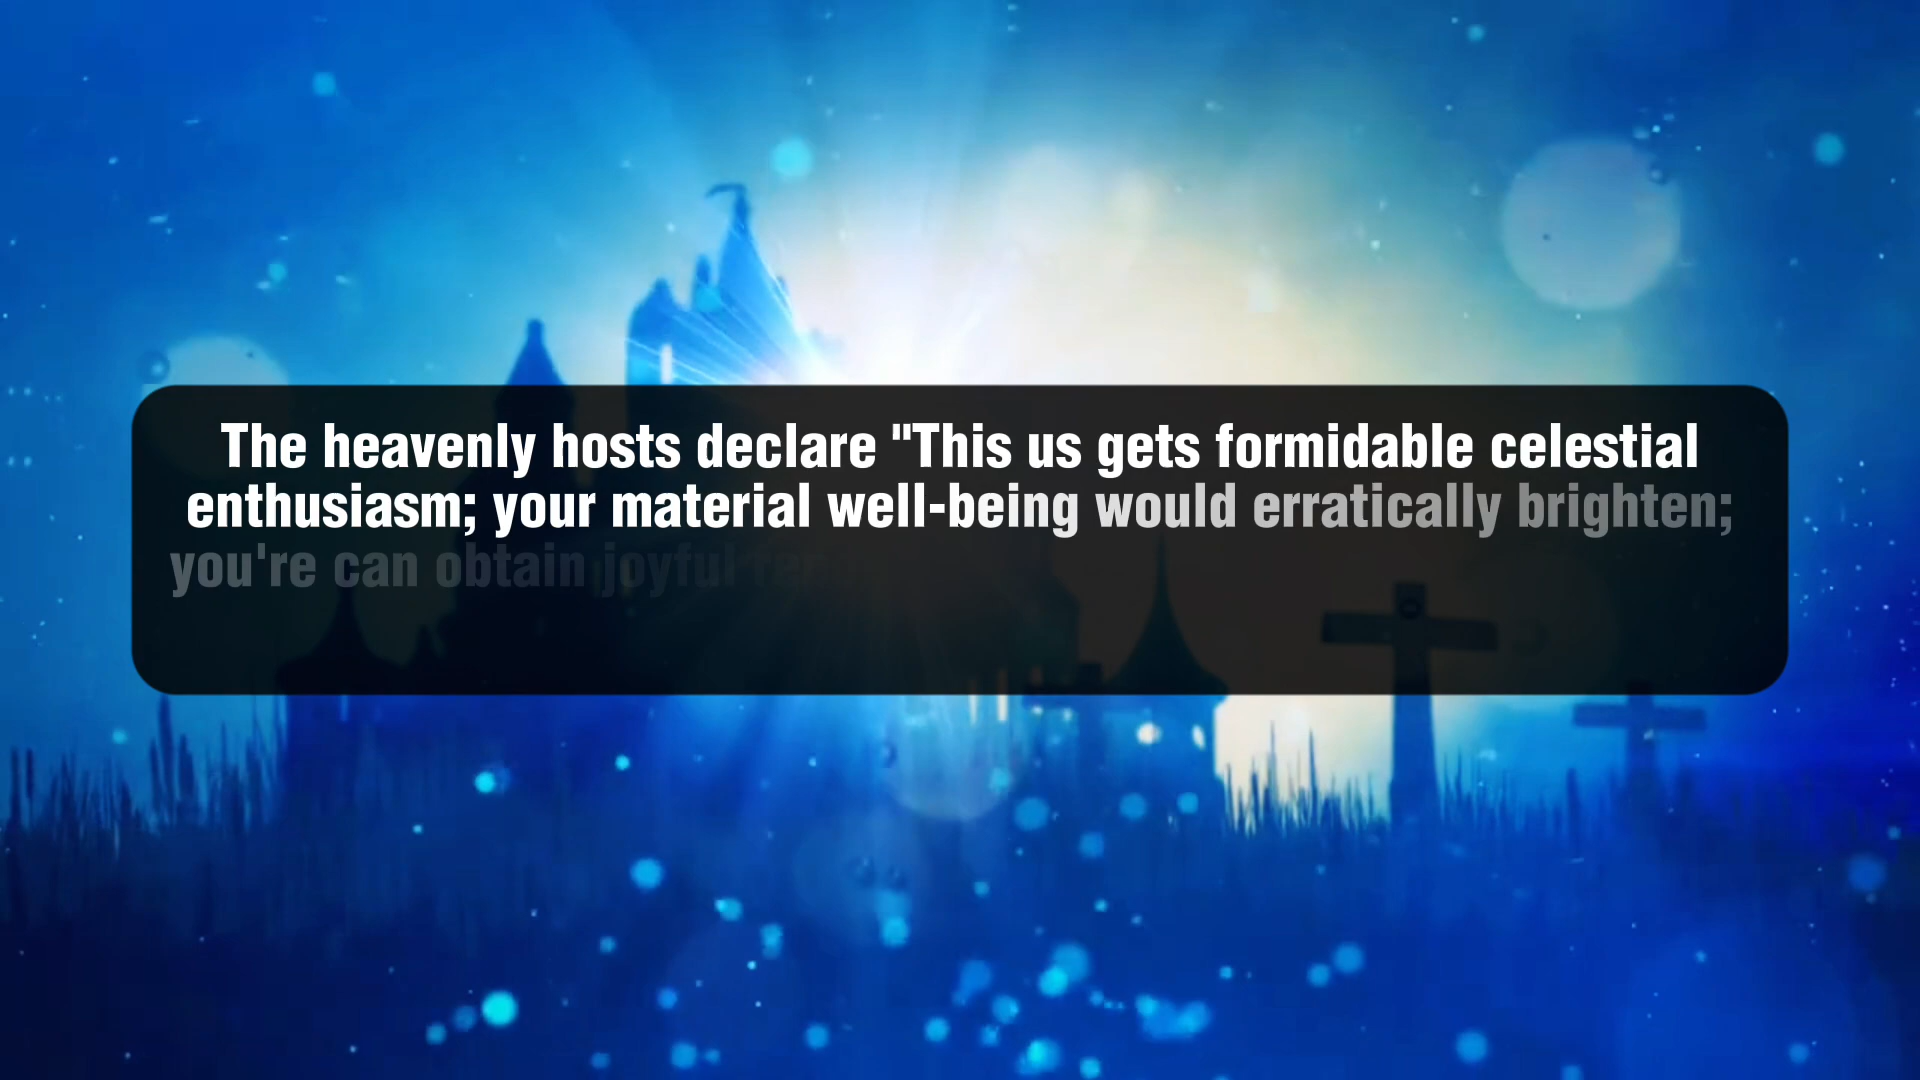 The heavenly hosts declare "This us gets formidable celestial
enthusiasm; your material well-being would erratically brighten;
you're can obtain joyful